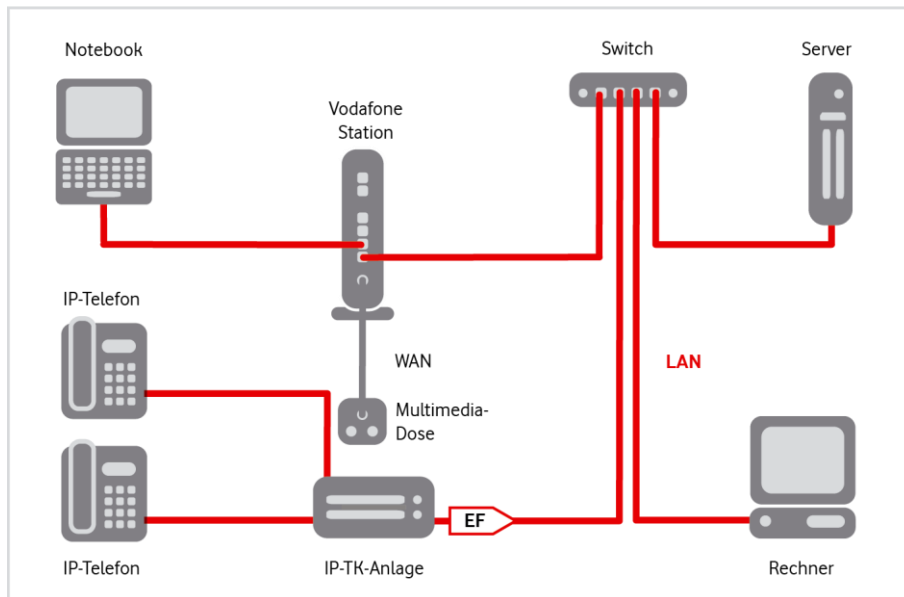 Notebook
Vodafone
Station
Switch
Server
IP-Telefon
WAN
LAN
Multimedia-
Dose
EF
IP-Telefon
IP-TK-Anlage
Rechner